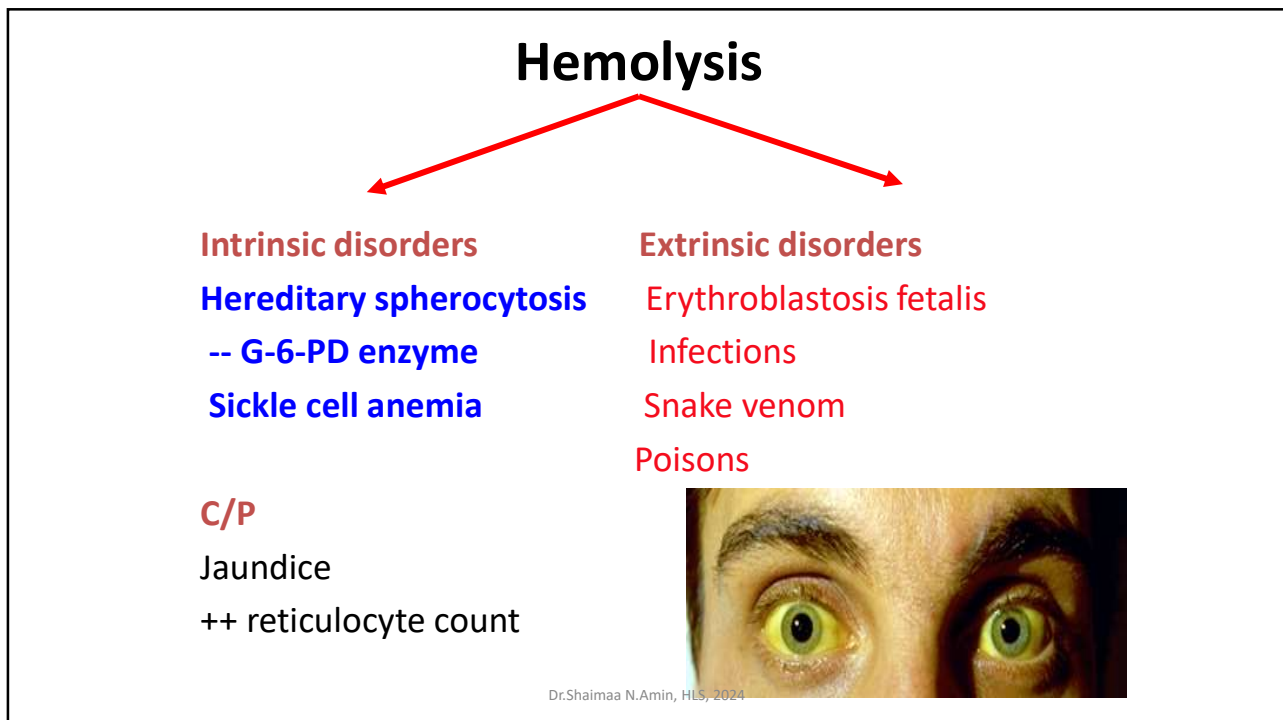 Hemolysis
Intrinsic disorders
Hereditary spherocytosis
-- G-6-PD enzyme
Sickle cell anemia
Extrinsic disorders
Erythroblastosis fetalis
Infections
Snake venom
Poisons
C/P
Jaundice
++ reticulocyte count
Dr.Shaimaa N.Amin, HLS, 2024